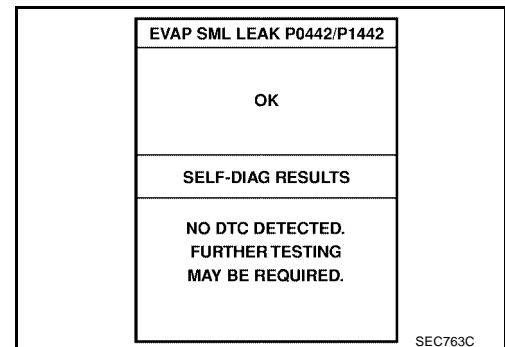 EVAP SML LEAK P0442/P1442
OK
SELF-DIAG RESULTS
NO DTC DETECTED.
FURTHER TESTING
MAY BE REQUIRED.
SEC763C